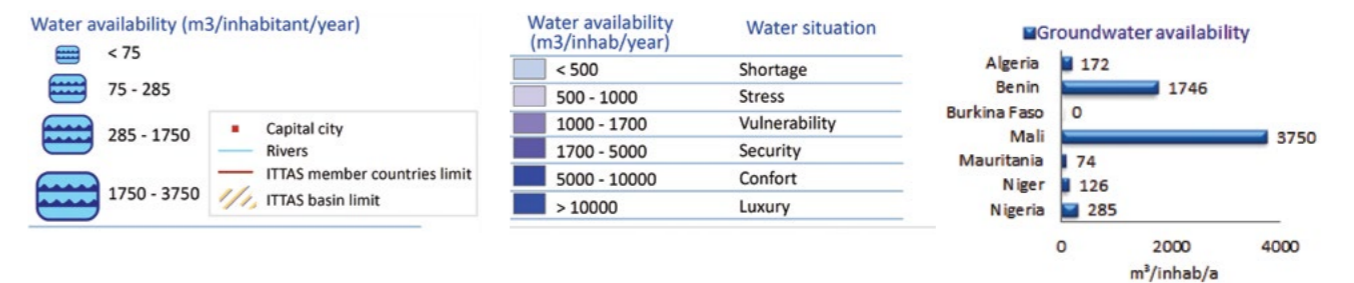 Water availability (m3/inhabitant/year)
< 75
75 - 285
285 - 1750
1750 - 3750
Capital city
Rivers
ITTAS member countries limit
ITTAS basin limit
Water availability (m3/inhab/year) Water situation
< 500 Shortage
500 - 1000 Stress
1000 - 1700 Vulnerability
1700 - 5000 Security
5000 - 10000 Confort
> 10000 Luxury
Groundwater availability
Algeria 172
Benin 1746
Burkina Faso 0
Mali 3750
Mauritania 74
Niger 126
Nigeria 285
0 2000 4000
m³/inhab/a